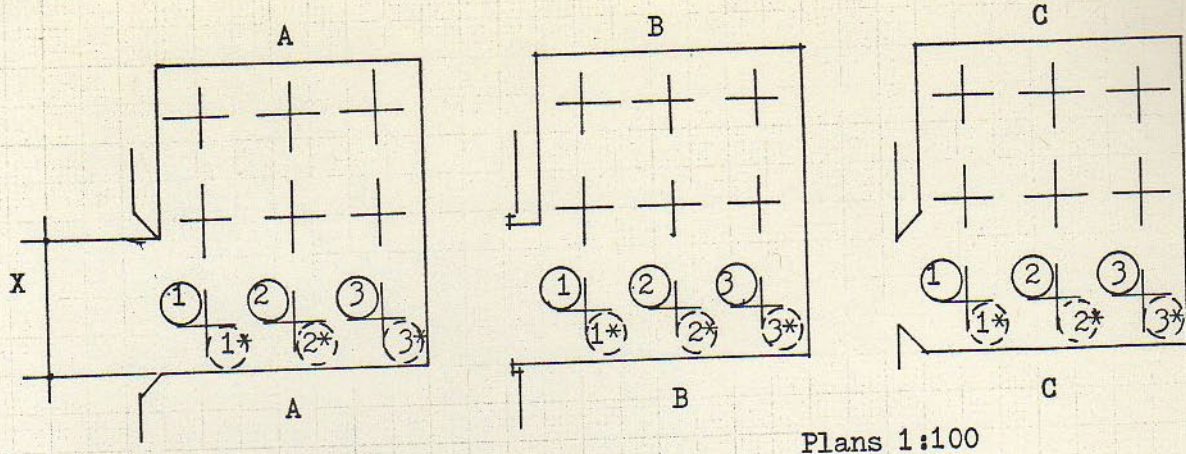 A B C
X
1 2 3 1 2 3 1 2 3
1* 2* 3* 1* 2* 3* 1* 2* 3*
A B C
Plans 1:100